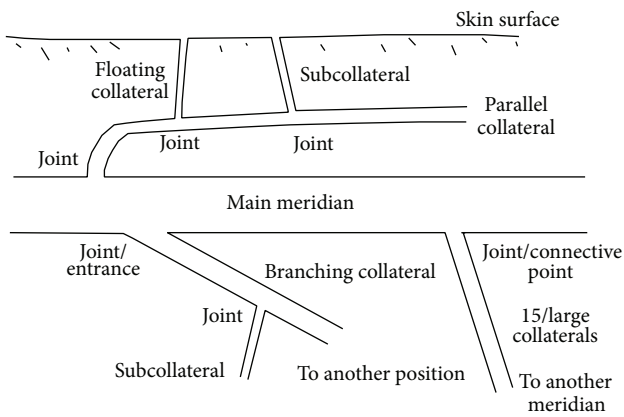 Skin surface
Floating
collateral
Subcollateral
Parallel
collateral
Joint
Joint
Joint
Main meridian
Joint/
entrance
Branching collateral
Joint/connective
point
Joint
15/large
collaterals
Subcollateral
To another position
To another
meridian